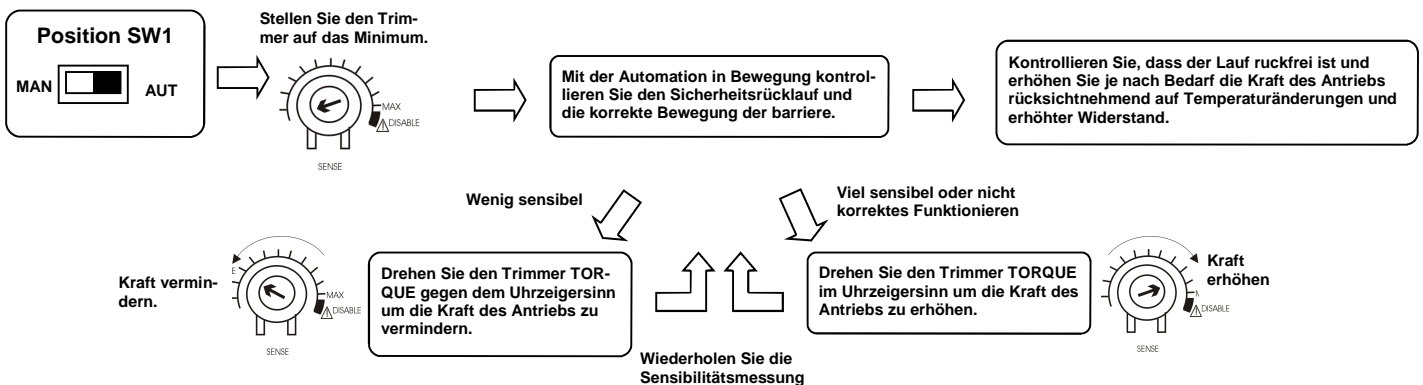 Position SW1
MAN
AUT
Stellen Sie den Trim-
mer auf das Minimum.
MAX
DISABLE
SENSE
Mit der Automation in Bewegung kontrol-
lieren Sie den Sicherheitsrücklauf und
die korrekte Bewegung der barriere.
Kontrollieren Sie, dass der Lauf ruckfrei ist und
erhöhen Sie je nach Bedarf die Kraft des Antriebs
rücksichtnehmend auf Temperaturänderungen und
erhöhter Widerstand.
Wenig sensibel
Viel sensibel oder nicht
korrektes Funktionieren
Kraft vermin-
dern.
E
MAX
DISABLE
SENSE
Drehen Sie den Trimmer TOR-
QUE gegen dem Uhrzeigersinn
um die Kraft des Antriebs zu
vermindern.
Drehen Sie den Trimmer TORQUE
im Uhrzeigersinn um die Kraft des
Antriebs zu erhöhen.
Kraft
erhöhen
M
DISABLE
SENSE
Wiederholen Sie die
Sensibilitätsmessung